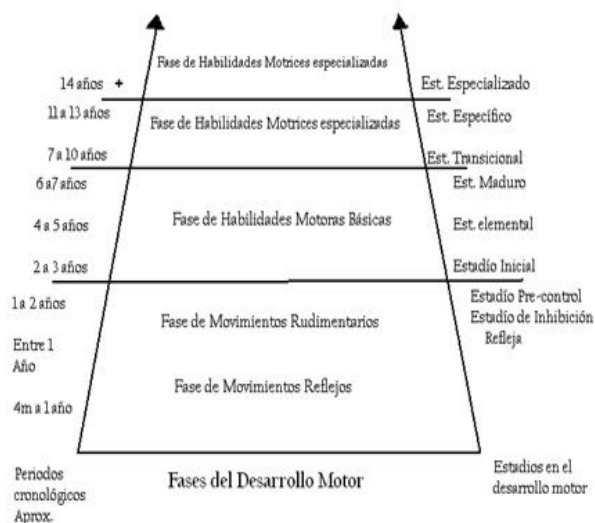 Fase de Habilidades Motrices especializadas
14 años +
Est. Especializado
11 a 13 años
Fase de Habilidades Motrices especializadas
Est. Específico
7 a 10 años
Est. Transicional
6 a7 años
Est. Maduro
4 a 5 años
Fase de Habilidades Motoras Básicas
Est. elemental
2 a 3 años
Estadío Inicial
1 a 2 años
Estadío Pre-control
Estadío de Inhibición
Refleja
Fase de Movimientos Rudimentarios
Entre 1
Año
Fase de Movimientos Reflejos
4m a 1 año
Periodos
cronológicos
Aprox.
Fases del Desarrollo Motor
Estadios en el
desarrollo motor